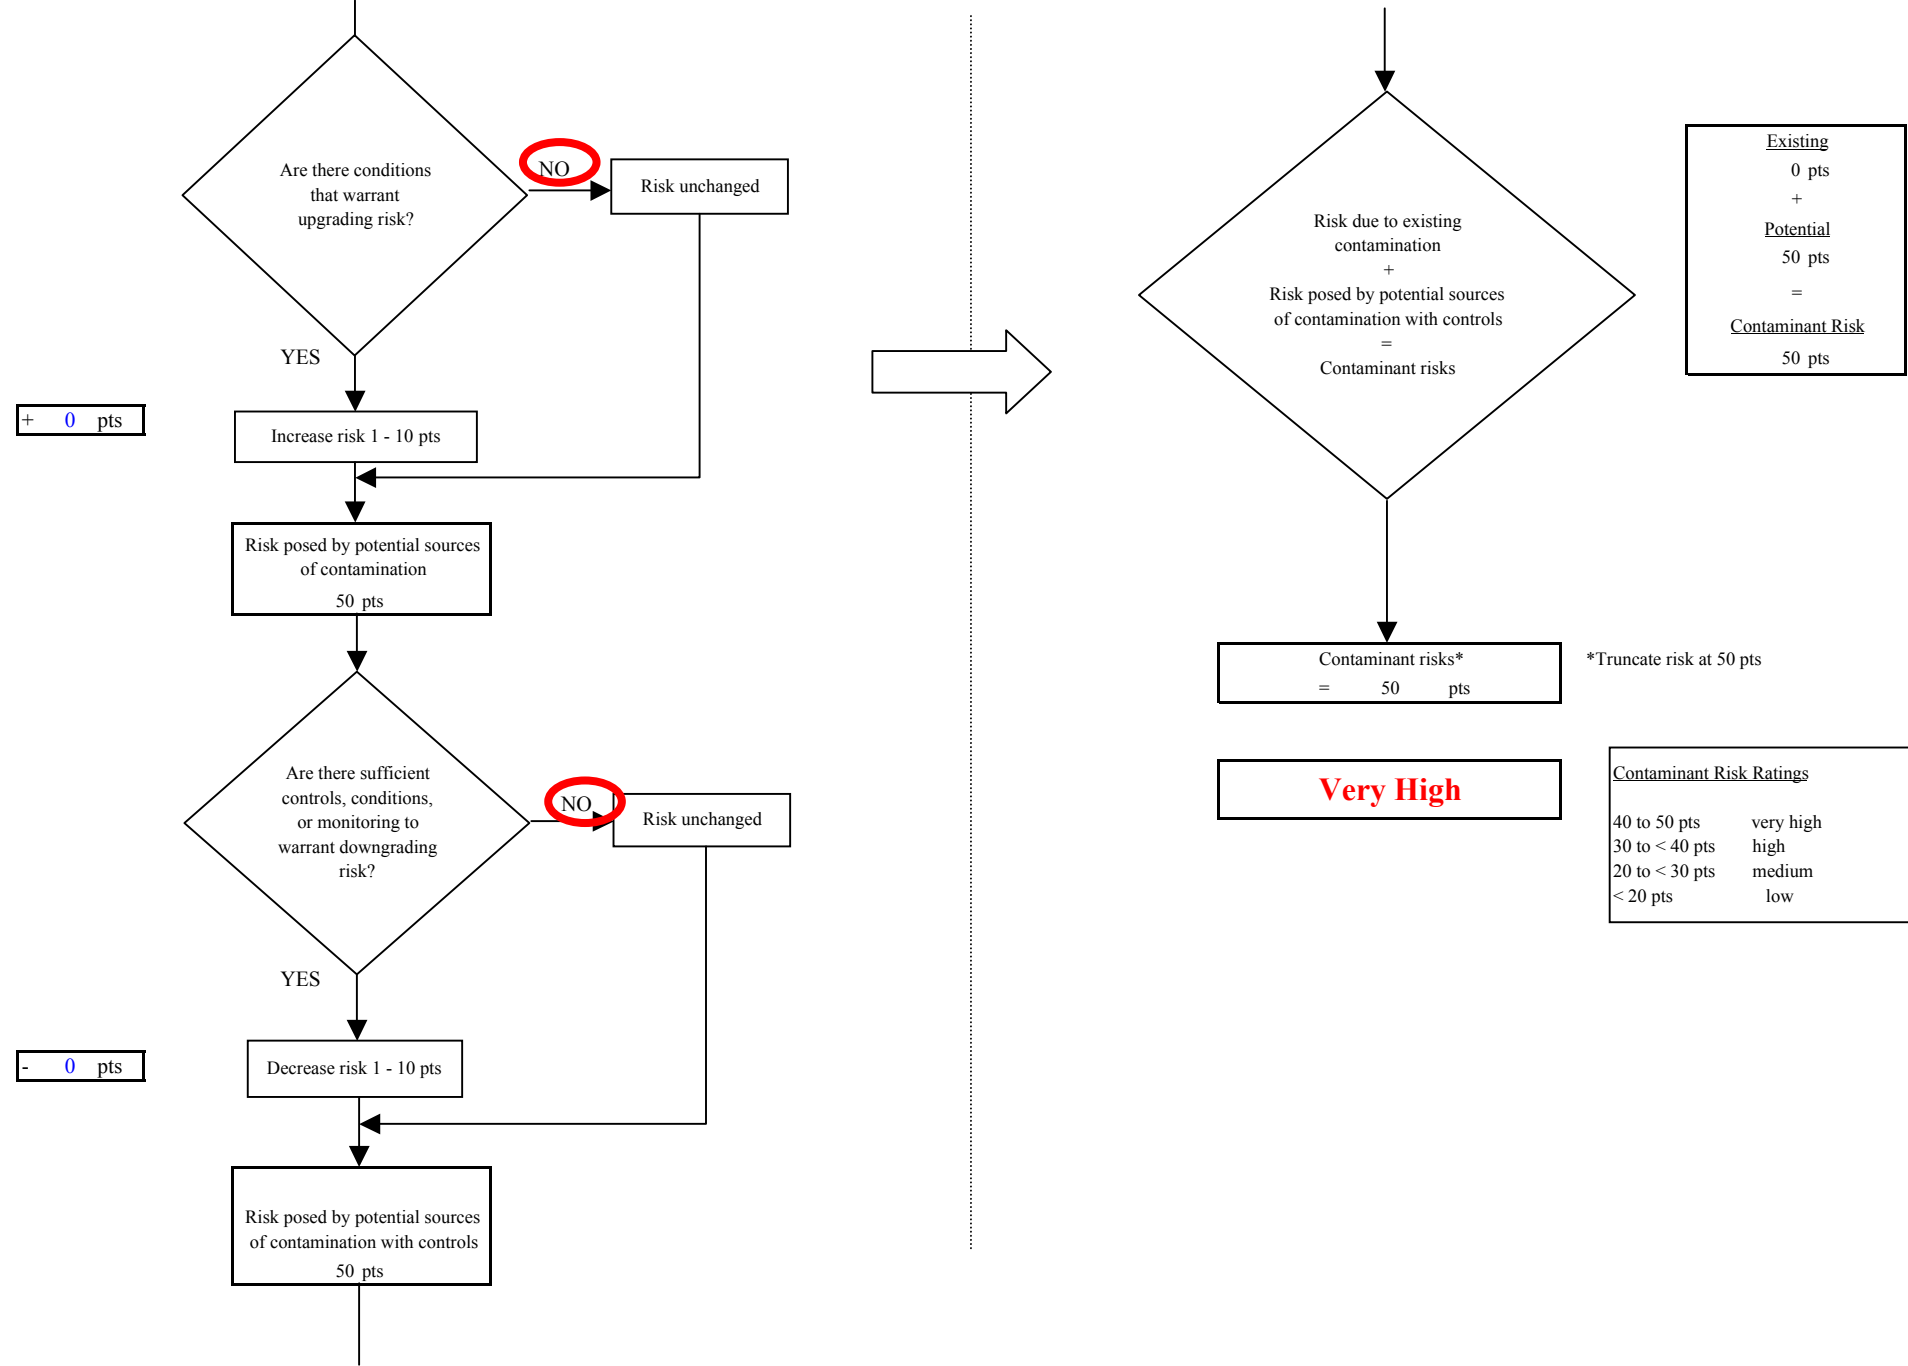 Are there conditions
that warrant
upgrading risk?
NO
Risk unchanged
YES
+ 0 pts
Increase risk 1 - 10 pts
Risk posed by potential sources
of contamination
50 pts
Are there sufficient
controls, conditions,
or monitoring to
warrant downgrading
risk?
NO
Risk unchanged
YES
- 0 pts
Decrease risk 1 - 10 pts
Risk posed by potential sources
of contamination with controls
50 pts
Risk due to existing
contamination
+
Risk posed by potential sources
of contamination with controls
=
Contaminant risks
Existing
0 pts
+
Potential
50 pts
=
Contaminant Risk
50 pts
Contaminant risks*
= 50 pts
*Truncate risk at 50 pts
Very High
Contaminant Risk Ratings
40 to 50 pts very high
30 to < 40 pts high
20 to < 30 pts medium
< 20 pts low